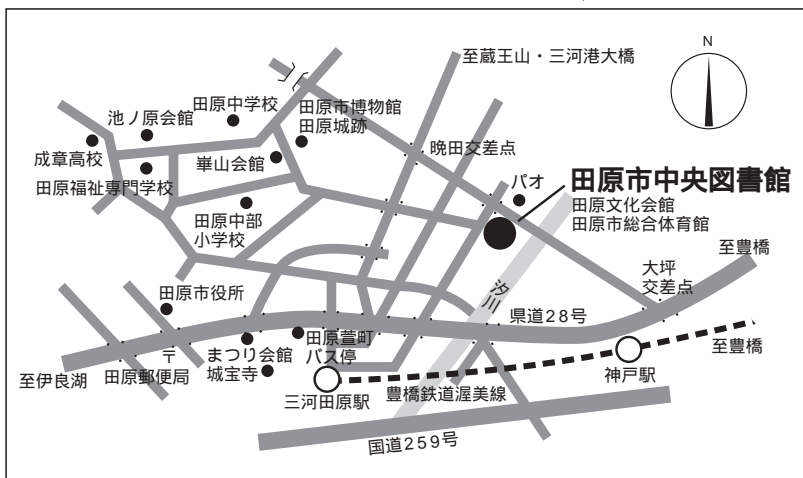 至蔵王山・三河港大橋
N
池ノ原会館
田原中学校
田原市博物館
田原城跡
成章高校
崋山会館
晩田交差点
田原福祉専門学校
パオ
田原市中央図書館
田原文化会館
田原市総合体育館
田原中部
小学校
至豊橋
汐川
大坪
交差点
田原市役所
県道28号
田原萱町
バス停
〒
田原郵便局
まつり会館
城宝寺
至豊橋
至伊良湖
三河田原駅
豊橋鉄道渥美線
神戸駅
国道259号